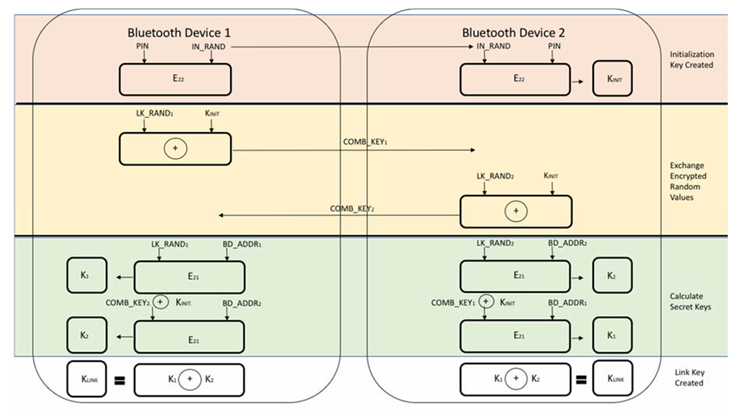 Bluetooth Device 1
Bluetooth Device 2
PIN IN_RAND
IN_RAND PIN
E22
E22
KINIT
Initialization
Key Created
LK_RAND1 KINIT
+
COMB_KEY1
LK_RAND2 KINIT
COMB_KEY2
+
Exchange
Encrypted
Random
Values
LK_RAND1 BD_ADDR1
LK_RAND2 BD_ADDR2
K1
E21
E21
K2
COMB_KEY2 + KINIT. BD_ADDR2
COMB_KEY1 + KINIT BD_ADDR1
K2
E21
E21
K1
Calculate
Secret Keys
KLINK = K1 + K2
K1 + K2 = KLINK
Link Key
Created